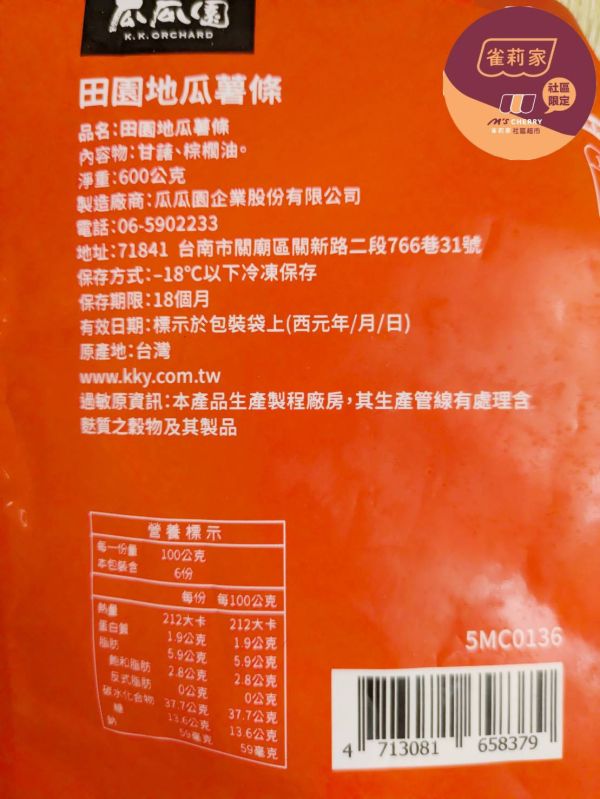 瓜瓜園
K.K.ORCHARD
雀莉家
社區
限定
M's CHERRY
雀莉家 社區超市
田園地瓜薯條
品名:田園地瓜薯條
內容物:甘藷、棕櫚油。
淨重:600公克
製造廠商:瓜瓜園企業股份有限公司
電話:06-5902233
地址:71841 台南市關廟區關新路二段766巷31號
保存方式:-18℃以下冷凍保存
保存期限:18個月
有效日期:標示於包裝袋上(西元年/月/日)
原產地:台灣
www.kky.com.tw
過敏原資訊:本產品生產製程廠房,其生產管線有處理含
麩質之穀物及其製品
營養標示
每一份量 100公克
本包裝含 6份
每份 每100公克
熱量 212大卡 212大卡
蛋白質 1.9公克 1.9公克
脂肪 5.9公克 5.9公克
飽和脂肪 2.8公克 2.8公克
反式脂肪 0公克 0公克
碳水化合物 37.7公克 37.7公克
糖 13.6公克 13.6公克
鈉 59毫克 59毫克
5MC0136
4 713081 658379